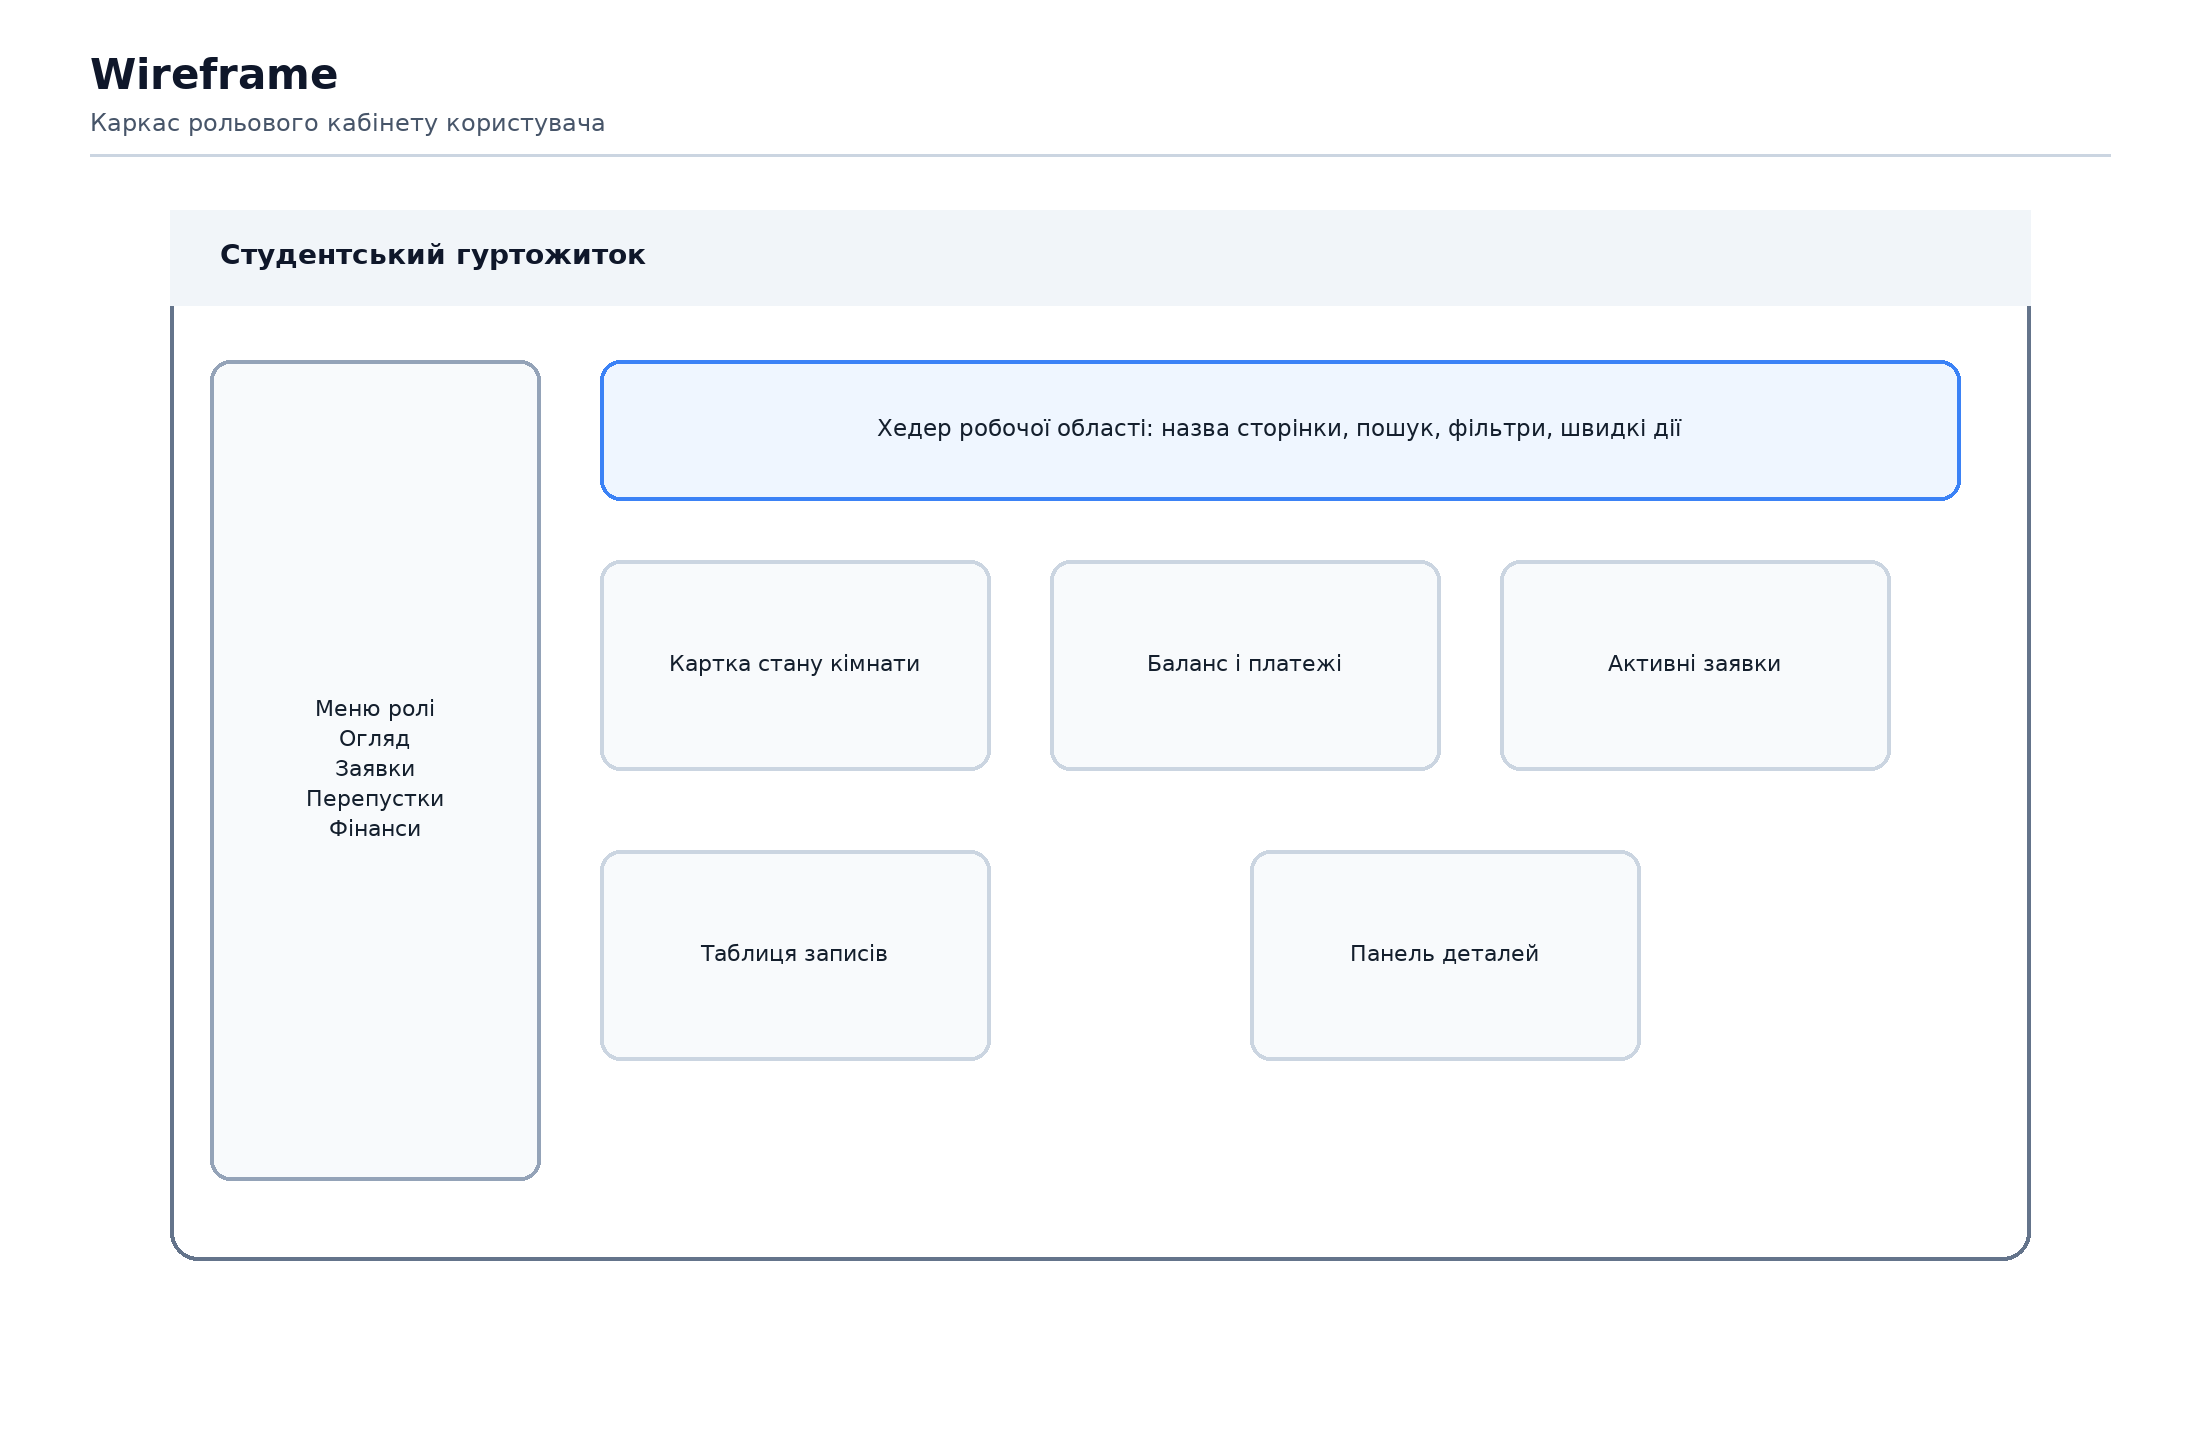 Wireframe
Каркас рольового кабінету користувача
Студентський гуртожиток
Хедер робочої області: назва сторінки, пошук, фільтри, швидкі дії
Меню ролі
Огляд
Заявки
Перепустки
Фінанси
Картка стану кімнати
Баланс і платежі
Активні заявки
Таблиця записів
Панель деталей